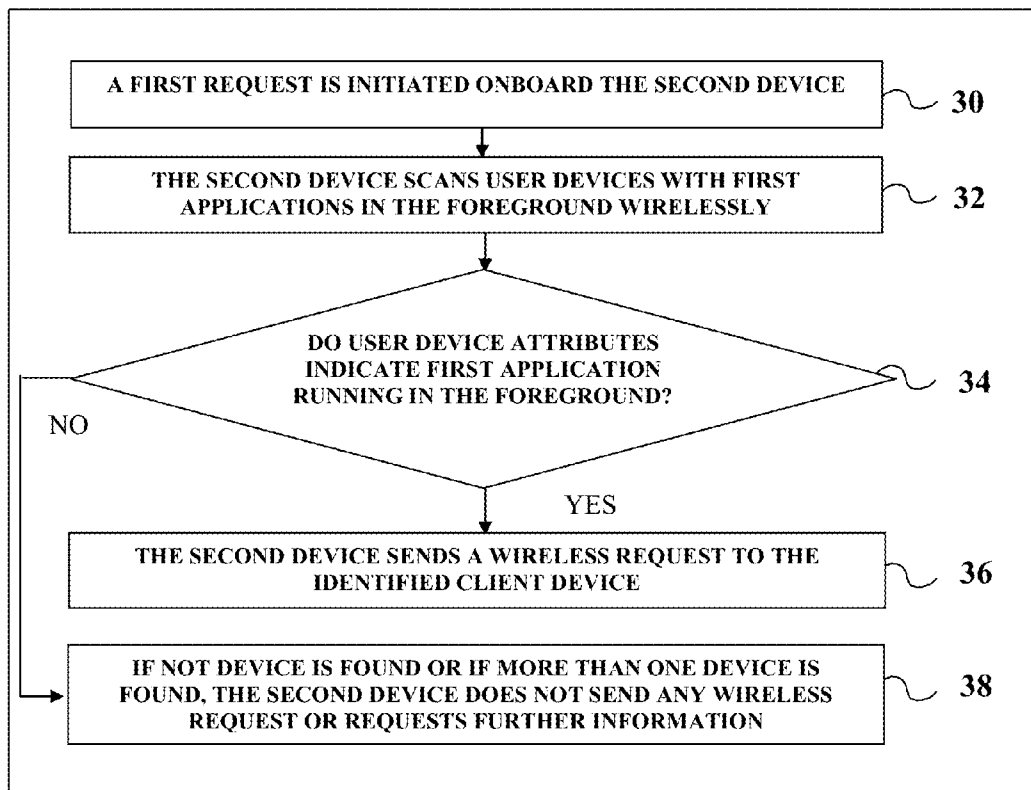 A FIRST REQUEST IS INITIATED ONBOARD THE SECOND DEVICE
30
THE SECOND DEVICE SCANS USER DEVICES WITH FIRST
APPLICATIONS IN THE FOREGROUND WIRELESSLY
32
DO USER DEVICE ATTRIBUTES
INDICATE FIRST APPLICATION
RUNNING IN THE FOREGROUND?
34
NO
YES
THE SECOND DEVICE SENDS A WIRELESS REQUEST TO THE
IDENTIFIED CLIENT DEVICE
36
IF NOT DEVICE IS FOUND OR IF MORE THAN ONE DEVICE IS
FOUND, THE SECOND DEVICE DOES NOT SEND ANY WIRELESS
REQUEST OR REQUESTS FURTHER INFORMATION
38